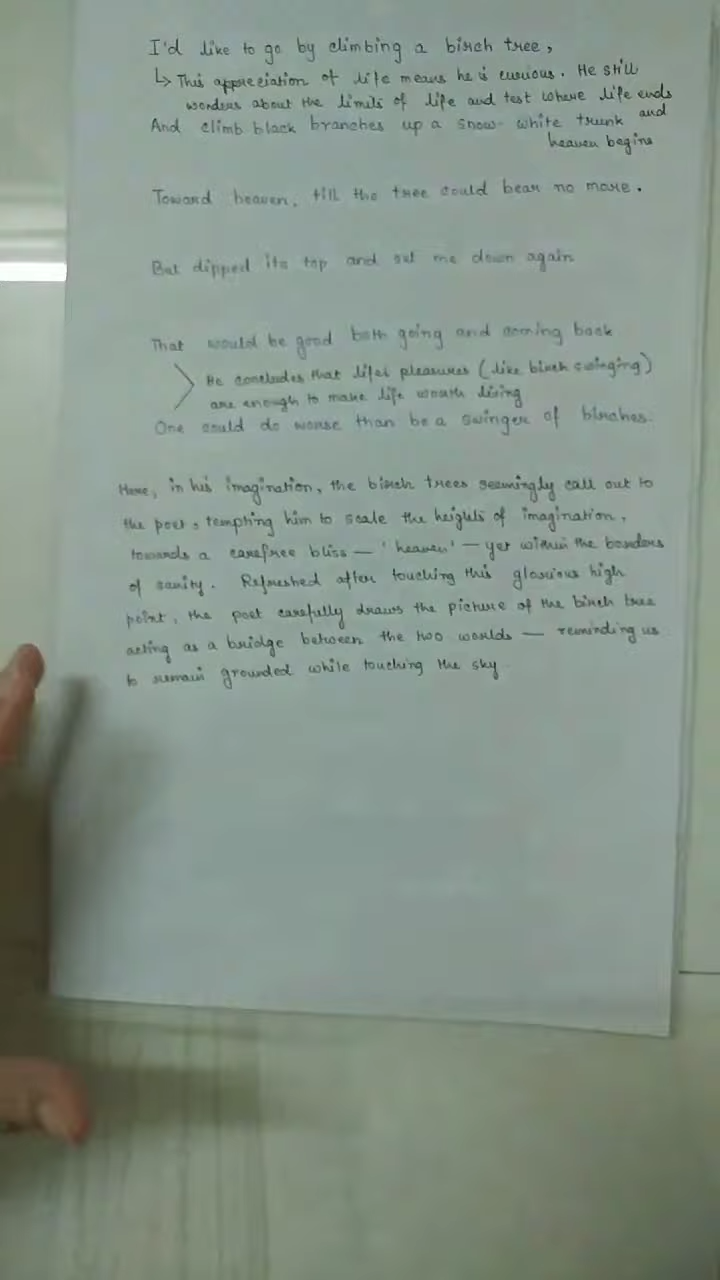 I'd like to go by climbing a birch tree,
↳ This appreciation of life means he is curious. He still
wonders about the limits of life and test where life ends
and
And climb black branches up a snow-white trunk
heaven begins
Toward heaven, till the tree could bear no more.
But dipped its top and set me down again
That would be good both going and coming back
He concludes that life's pleasures (like birch swinging)
are enough to make life worth living
One could do worse than be a swinger of birches.
Here, in his imagination, the birch trees seemingly call out to
the poet, tempting him to scale the heights of imagination,
towards a carefree bliss — 'heaven' — yet within the borders
of sanity. Refreshed after touching this glorious high
point, the poet carefully draws the picture of the birch tree
acting as a bridge between the two worlds — reminding us
to remain grounded while touching the sky.